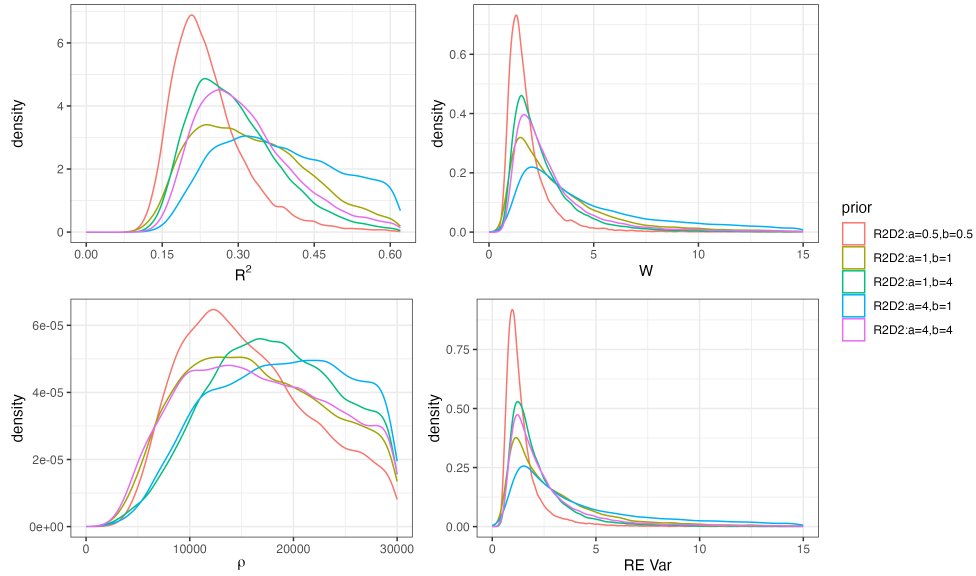 density
6
4
2
0
0.00
0.15
0.30
0.45
0.60
R²
density
0.6
0.4
0.2
0.0
0
5
10
15
W
density
6e-05
4e-05
2e-05
0e+00
0
10000
20000
30000
ρ
density
0.75
0.50
0.25
0.00
0
5
10
15
RE Var
prior
R2D2:a=0.5,b=0.5
R2D2:a=1,b=1
R2D2:a=1,b=4
R2D2:a=4,b=1
R2D2:a=4,b=4